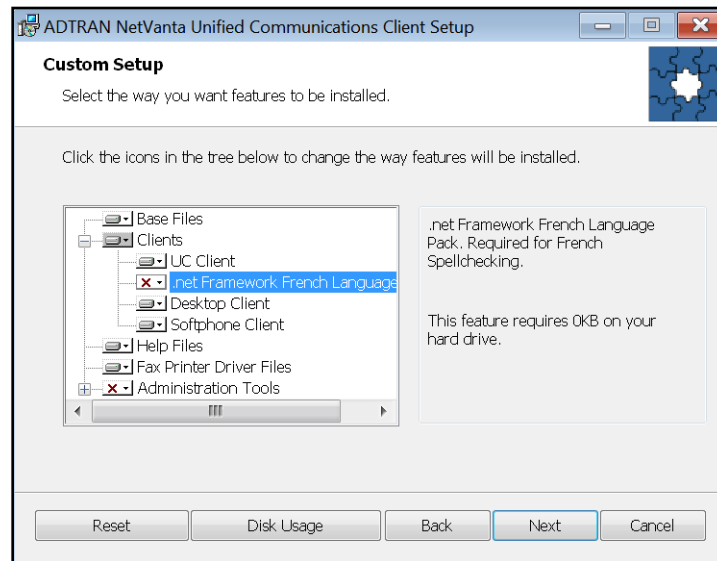 ADTRAN NetVanta Unified Communications Client Setup
Custom Setup
Select the way you want features to be installed.
Click the icons in the tree below to change the way features will be installed.
Base Files
Clients
UC Client
.net Framework French Language
Desktop Client
Softphone Client
Help Files
Fax Printer Driver Files
Administration Tools
.net Framework French Language
Pack. Required for French
Spellchecking.
This feature requires 0KB on your
hard drive.
Reset
Disk Usage
Back
Next
Cancel